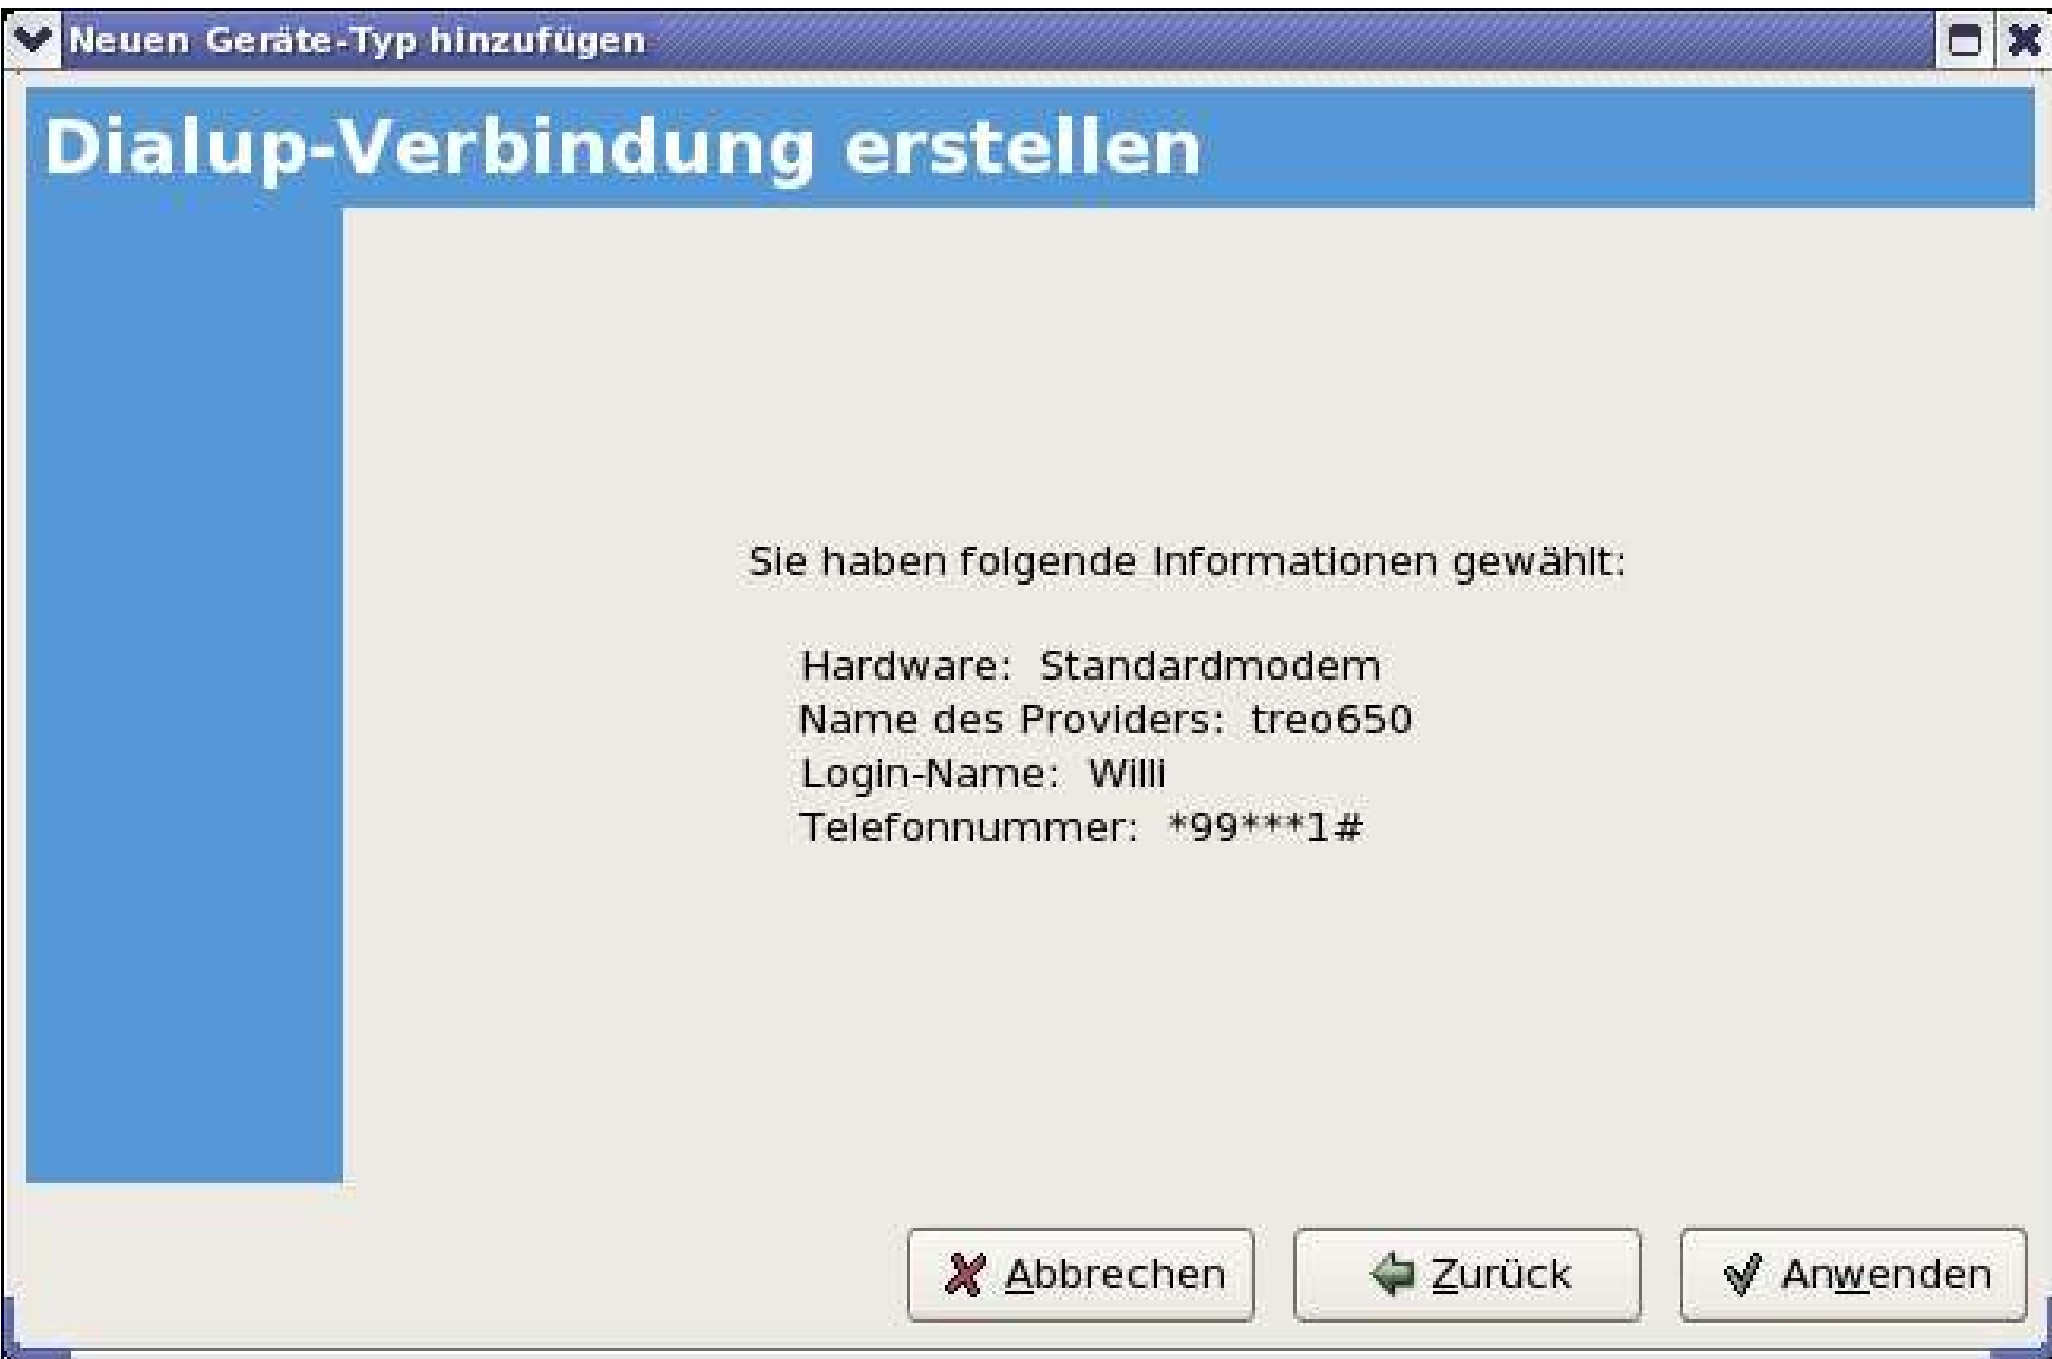 Neuen Geräte-Typ hinzufügen
Dialup-Verbindung erstellen
Sie haben folgende Informationen gewählt:
Hardware: Standardmodem
Name des Providers: treo650
Login-Name: Willi
Telefonnummer: *99***1#
Abbrechen Zurück Anwenden